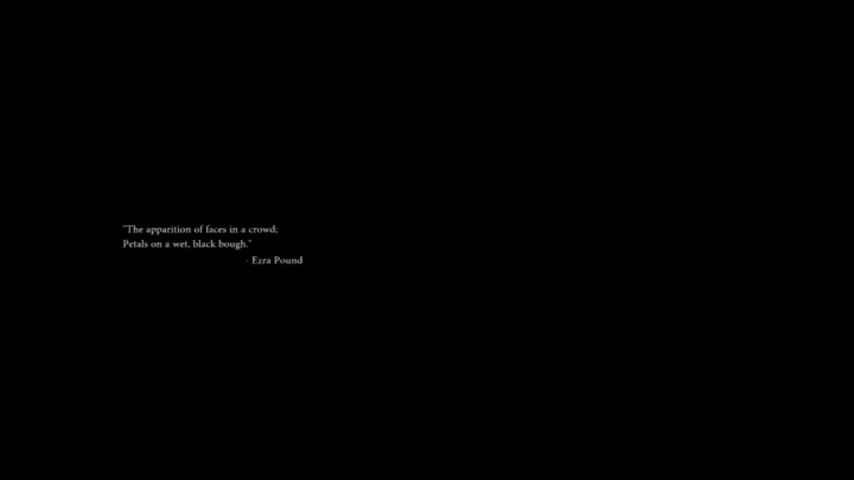 "The apparition of faces in a crowd;
Petals on a wet, black bough."
- Ezra Pound